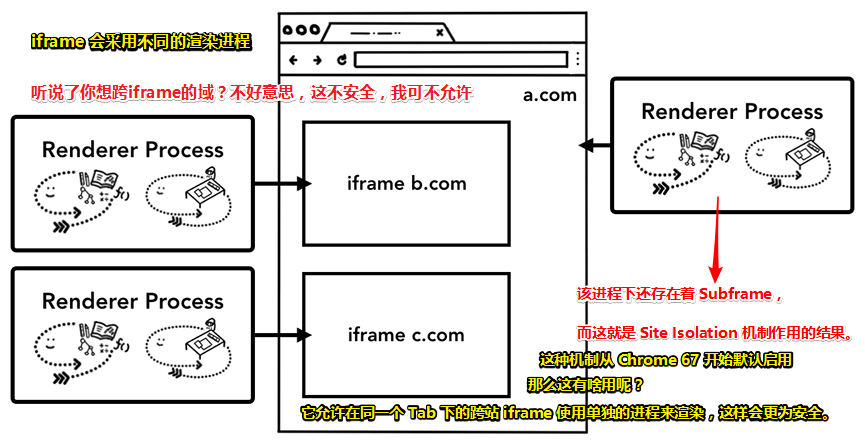 iframe 会采用不同的渲染进程
听说了你想跨iframe的域？不好意思，这不安全，我可不允许
a.com
Renderer Process
f()
iframe b.com
Renderer Process
f()
Renderer Process
f()
iframe c.com
该进程下还存在着 Subframe，
而这就是 Site Isolation 机制作用的结果。
这种机制从 Chrome 67 开始默认启用
那么这有啥用呢？
它允许在同一个 Tab 下的跨站 iframe 使用单独的进程来渲染，这样会更为安全。